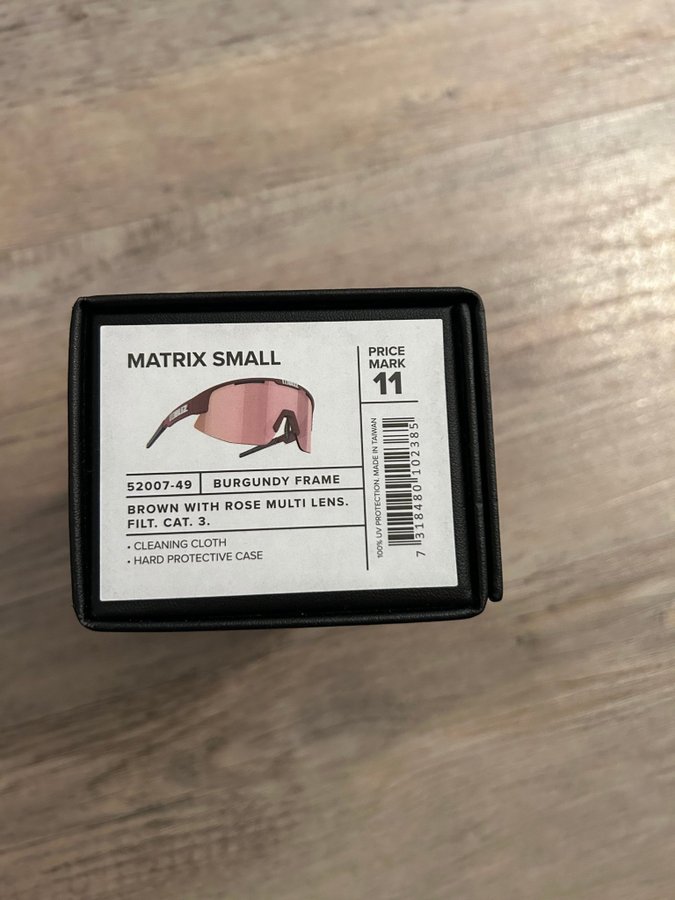 MATRIX SMALL
52007-49
BURGUNDY FRAME
BROWN WITH ROSE MULTI LENS.
FILT. CAT. 3.
• CLEANING CLOTH
• HARD PROTECTIVE CASE
PRICE
MARK
11
100% UV PROTECTION. MADE IN TAIWAN
7 318480 102385